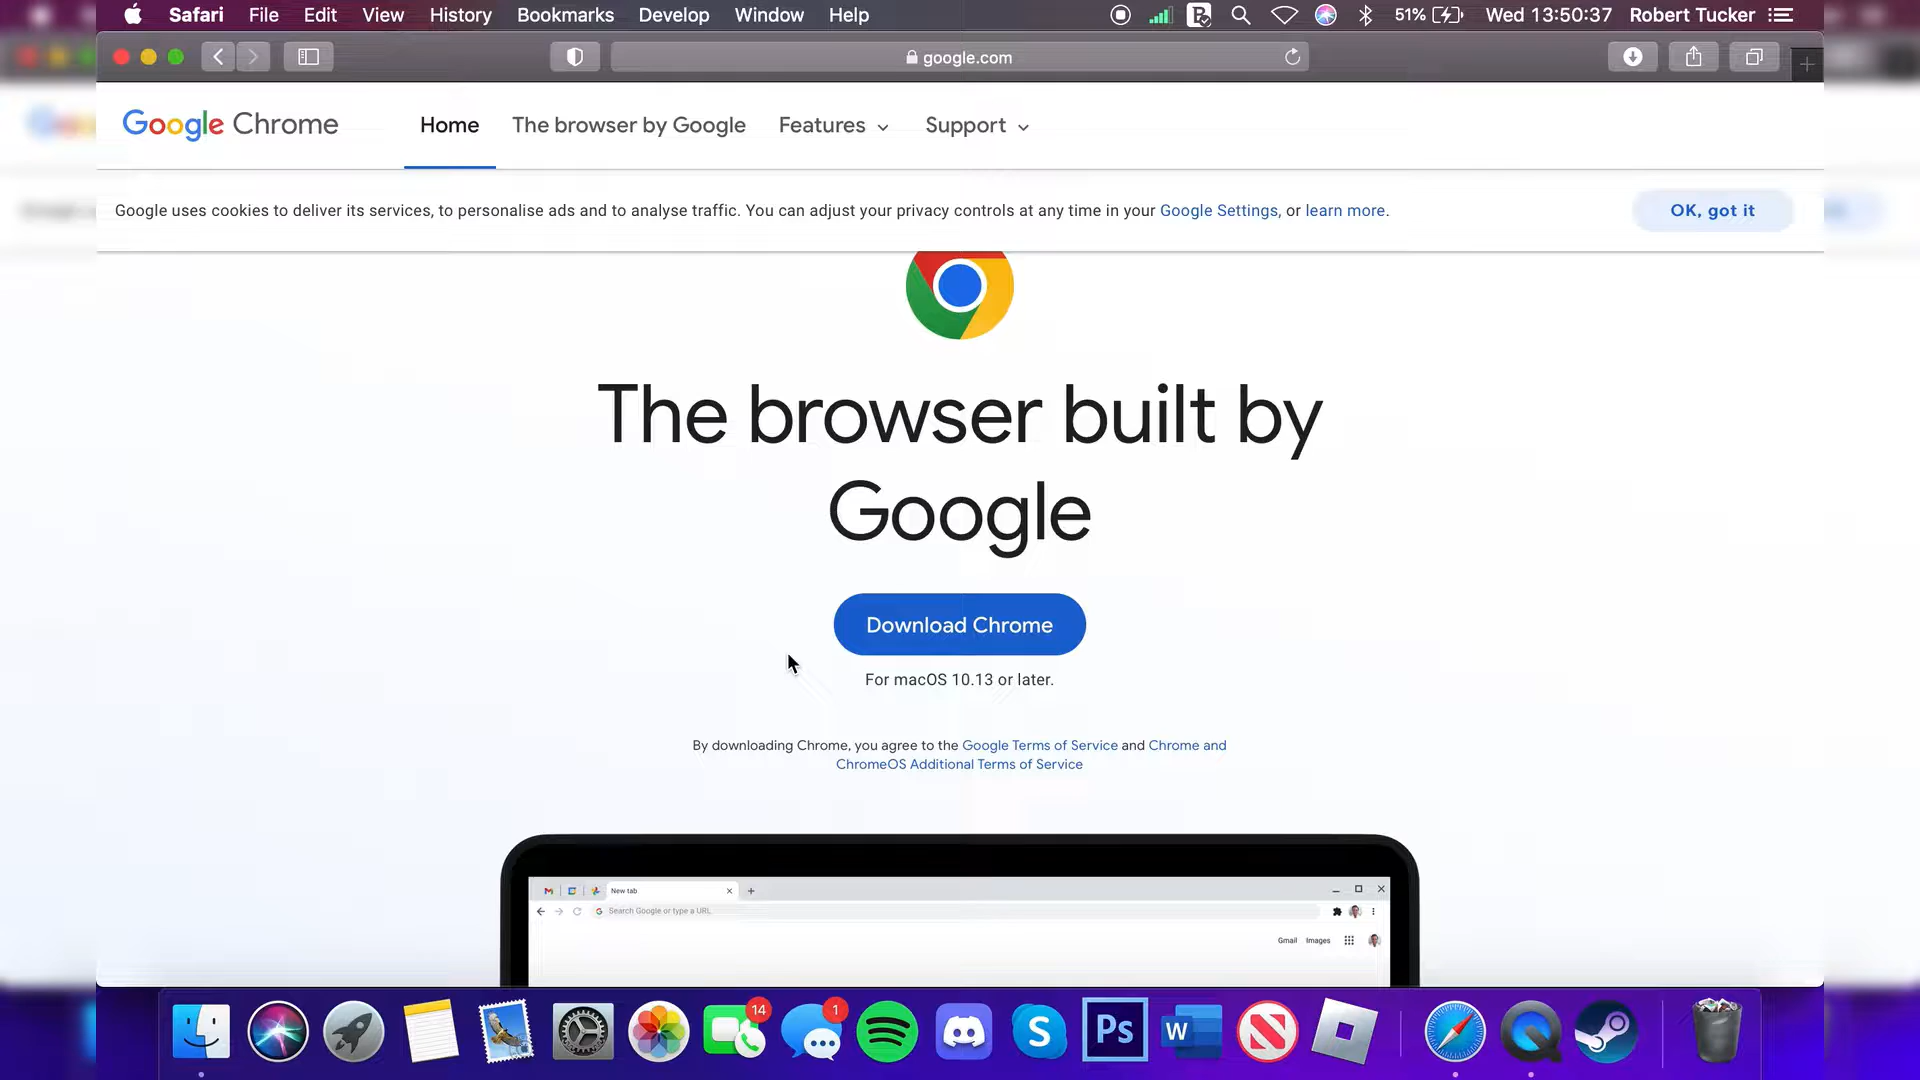 Safari File Edit View History Bookmarks Develop Window Help 51% Wed 13:50:37 Robert Tucker
google.com
Google Chrome Home The browser by Google Features Support
Google uses cookies to deliver its services, to personalise ads and to analyse traffic. You can adjust your privacy controls at any time in your Google Settings, or learn more. OK, got it
The browser built by
Google
Download Chrome
For macOS 10.13 or later.
By downloading Chrome, you agree to the Google Terms of Service and Chrome and
ChromeOS Additional Terms of Service
New tab
Search Google or type a URL
Gmail Images
14 1
S Ps W N